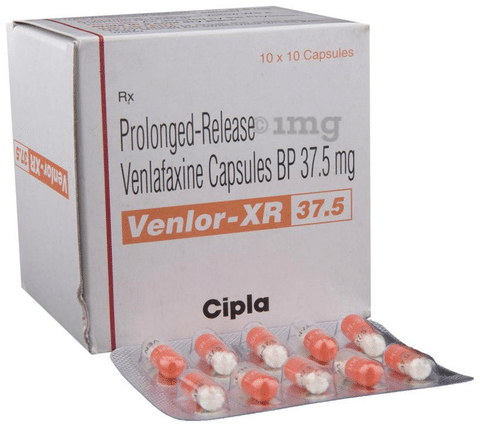 10 x 10 Capsules
Rx
Prolonged-Release
Venlafaxine Capsules BP 37.5 mg
Venlor-XR 37.5
Cipla
Venlor-XR 37.5
© 1mg